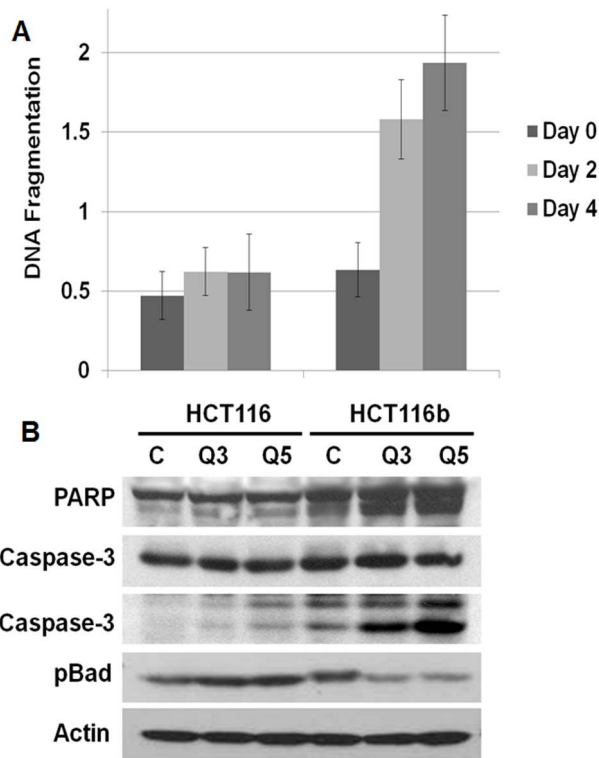 A
DNA Fragmentation
2
1.5
1
0.5
0
Day 0
Day 2
Day 4
B
HCT116 HCT116b
C Q3 Q5 C Q3 Q5
PARP
Caspase-3
Caspase-3
pBad
Actin